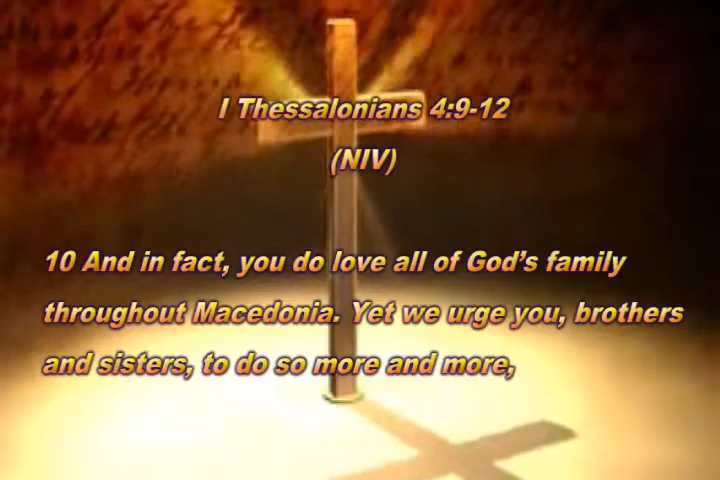 I Thessalonians 4:9-12
(NIV)
10 And in fact, you do love all of God's family
throughout Macedonia. Yet we urge you, brothers
and sisters, to do so more and more,